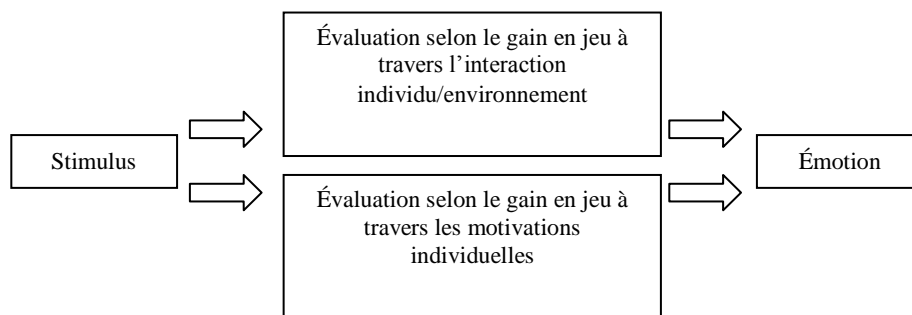 Évaluation selon le gain en jeu à
travers l’interaction
individu/environnement
Stimulus
Émotion
Évaluation selon le gain en jeu à
travers les motivations
individuelles